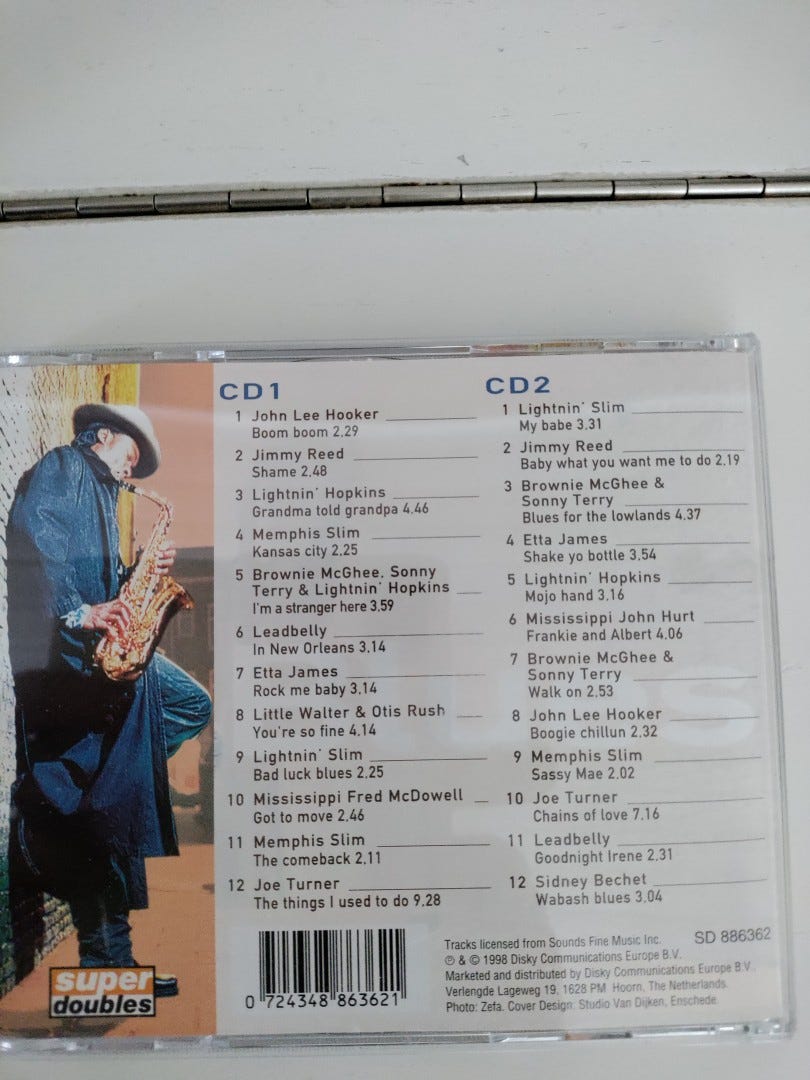 CD1
1 John Lee Hooker
Boom boom 2.29
2 Jimmy Reed
Shame 2.48
3 Lightnin' Hopkins
Grandma told grandpa 4.46
4 Memphis Slim
Kansas city 2.25
5 Brownie McGhee, Sonny
Terry & Lightnin' Hopkins
I'm a stranger here 3.59
6 Leadbelly
In New Orleans 3.14
7 Etta James
Rock me baby 3.14
8 Little Walter & Otis Rush
You're so fine 4.14
9 Lightnin' Slim
Bad luck blues 2.25
10 Mississippi Fred McDowell
Got to move 2.46
11 Memphis Slim
The comeback 2.11
12 Joe Turner
The things I used to do 9.28
CD2
1 Lightnin' Slim
My babe 3.31
2 Jimmy Reed
Baby what you want me to do 2.19
3 Brownie McGhee &
Sonny Terry
Blues for the lowlands 4.37
4 Etta James
Shake yo bottle 3.54
5 Lightnin' Hopkins
Mojo hand 3.16
6 Mississippi John Hurt
Frankie and Albert 4.06
7 Brownie McGhee &
Sonny Terry
Walk on 2.53
8 John Lee Hooker
Boogie chillun 2.32
9 Memphis Slim
Sassy Mae 2.02
10 Joe Turner
Chains of love 7.16
11 Leadbelly
Goodnight Irene 2.31
12 Sidney Bechet
Wabash blues 3.04
super
doubles
0 724348 863621
Tracks licensed from Sounds Fine Music Inc. SD 886362
℗ & © 1998 Disky Communications Europe B.V.
Marketed and distributed by Disky Communications Europe B.V.
Verlengde Lageweg 19, 1628 PM Hoorn, The Netherlands.
Photo: Zefa. Cover Design: Studio Van Dijken, Enschede.